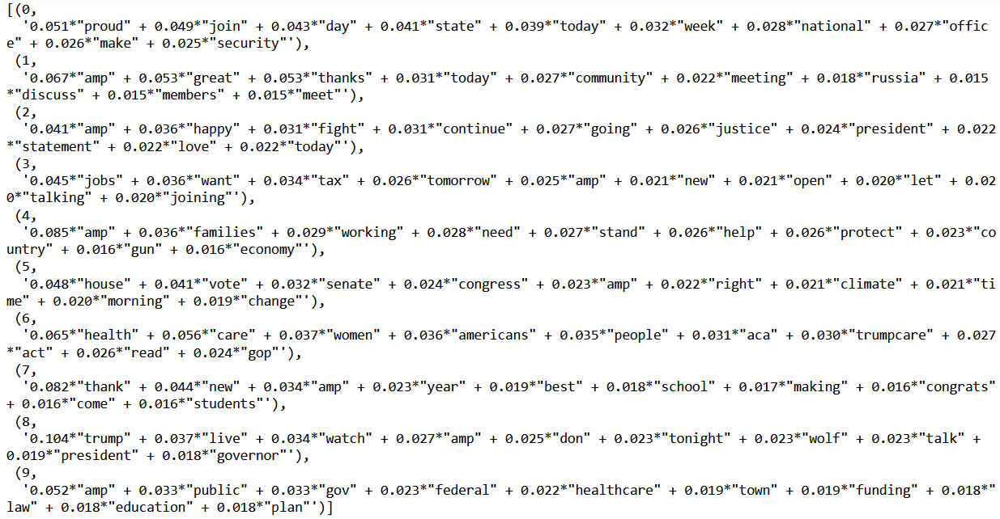 [(0,
'0.051*"proud" + 0.049*"join" + 0.043*"day" + 0.041*"state" + 0.039*"today" + 0.032*"week" + 0.028*"national" + 0.027*"offic
e" + 0.026*"make" + 0.025*"security"'),
(1,
'0.067*"amp" + 0.053*"great" + 0.053*"thanks" + 0.031*"today" + 0.027*"community" + 0.022*"meeting" + 0.018*"russia" + 0.015
*"discuss" + 0.015*"members" + 0.015*"meet"'),
(2,
'0.041*"amp" + 0.036*"happy" + 0.031*"fight" + 0.031*"continue" + 0.027*"going" + 0.026*"justice" + 0.024*"president" + 0.022
*"statement" + 0.022*"love" + 0.022*"today"'),
(3,
'0.045*"jobs" + 0.036*"want" + 0.034*"tax" + 0.026*"tomorrow" + 0.025*"amp" + 0.021*"new" + 0.021*"open" + 0.020*"let" + 0.02
0*"talking" + 0.020*"joining"'),
(4,
'0.085*"amp" + 0.036*"families" + 0.029*"working" + 0.028*"need" + 0.027*"stand" + 0.026*"help" + 0.026*"protect" + 0.023*"co
untry" + 0.016*"gun" + 0.016*"economy"'),
(5,
'0.048*"house" + 0.041*"vote" + 0.032*"senate" + 0.024*"congress" + 0.023*"amp" + 0.022*"right" + 0.021*"climate" + 0.021*"ti
me" + 0.020*"morning" + 0.019*"change"'),
(6,
'0.065*"health" + 0.056*"care" + 0.037*"women" + 0.036*"americans" + 0.035*"people" + 0.031*"aca" + 0.030*"trumpcare" + 0.027
*"act" + 0.026*"read" + 0.024*"gop"'),
(7,
'0.082*"thank" + 0.044*"new" + 0.034*"amp" + 0.023*"year" + 0.019*"best" + 0.018*"school" + 0.017*"making" + 0.016*"congrats"
+ 0.016*"come" + 0.016*"students"'),
(8,
'0.104*"trump" + 0.037*"live" + 0.034*"watch" + 0.027*"amp" + 0.025*"don" + 0.023*"tonight" + 0.023*"wolf" + 0.023*"talk" +
0.019*"president" + 0.018*"governor"'),
(9,
'0.052*"amp" + 0.033*"public" + 0.033*"gov" + 0.023*"federal" + 0.022*"healthcare" + 0.019*"town" + 0.019*"funding" + 0.018*"
law" + 0.018*"education" + 0.018*"plan"')]